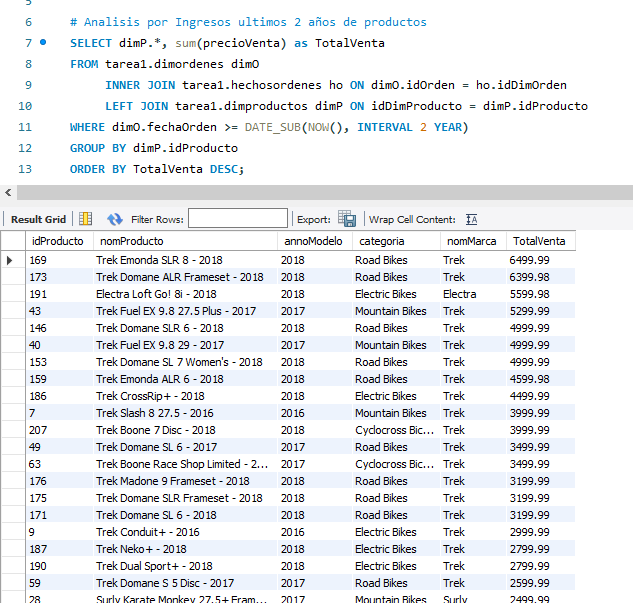 5
6 # Analisis por Ingresos ultimos 2 años de productos
7 SELECT dimP.*, sum(precioVenta) as TotalVenta
8 FROM tarea1.dimordenes dimO
9 INNER JOIN tarea1.hechosordenes ho ON dimO.idOrden = ho.idDimOrden
10 LEFT JOIN tarea1.dimproductos dimP ON idDimProducto = dimP.idProducto
11 WHERE dimO.fechaOrden >= DATE_SUB(NOW(), INTERVAL 2 YEAR)
12 GROUP BY dimP.idProducto
13 ORDER BY TotalVenta DESC;
Result Grid Filter Rows: Export: Wrap Cell Content:
idProducto nomProducto annoModelo categoria nomMarca TotalVenta
169 Trek Emonda SLR 8 - 2018 2018 Road Bikes Trek 6499.99
173 Trek Domane ALR Frameset - 2018 2018 Road Bikes Trek 6399.98
191 Electra Loft Go! 8i - 2018 2018 Electric Bikes Electra 5599.98
43 Trek Fuel EX 9.8 27.5 Plus - 2017 2017 Mountain Bikes Trek 5299.99
146 Trek Domane SLR 6 - 2018 2018 Road Bikes Trek 4999.99
40 Trek Fuel EX 9.8 29 - 2017 2017 Mountain Bikes Trek 4999.99
153 Trek Domane SL 7 Women's - 2018 2018 Road Bikes Trek 4999.99
159 Trek Emonda ALR 6 - 2018 2018 Road Bikes Trek 4599.98
186 Trek CrossRip+ - 2018 2018 Electric Bikes Trek 4499.99
7 Trek Slash 8 27.5 - 2016 2016 Mountain Bikes Trek 3999.99
207 Trek Boone 7 Disc - 2018 2018 Cyclocross Bic... Trek 3999.99
49 Trek Domane SL 6 - 2017 2017 Road Bikes Trek 3499.99
63 Trek Boone Race Shop Limited - 2... 2017 Cyclocross Bic... Trek 3499.99
176 Trek Madone 9 Frameset - 2018 2018 Road Bikes Trek 3199.99
175 Trek Domane SLR Frameset - 2018 2018 Road Bikes Trek 3199.99
171 Trek Domane SL 6 - 2018 2018 Road Bikes Trek 3199.99
9 Trek Conduit+ - 2016 2016 Electric Bikes Trek 2999.99
187 Trek Neko+ - 2018 2018 Electric Bikes Trek 2799.99
190 Trek Dual Sport+ - 2018 2018 Electric Bikes Trek 2799.99
59 Trek Domane S 5 Disc - 2017 2017 Road Bikes Trek 2599.99
28 Surly Karate Monkey 27.5+ Fram... 2017 Mountain Bikes Surly 2499.99